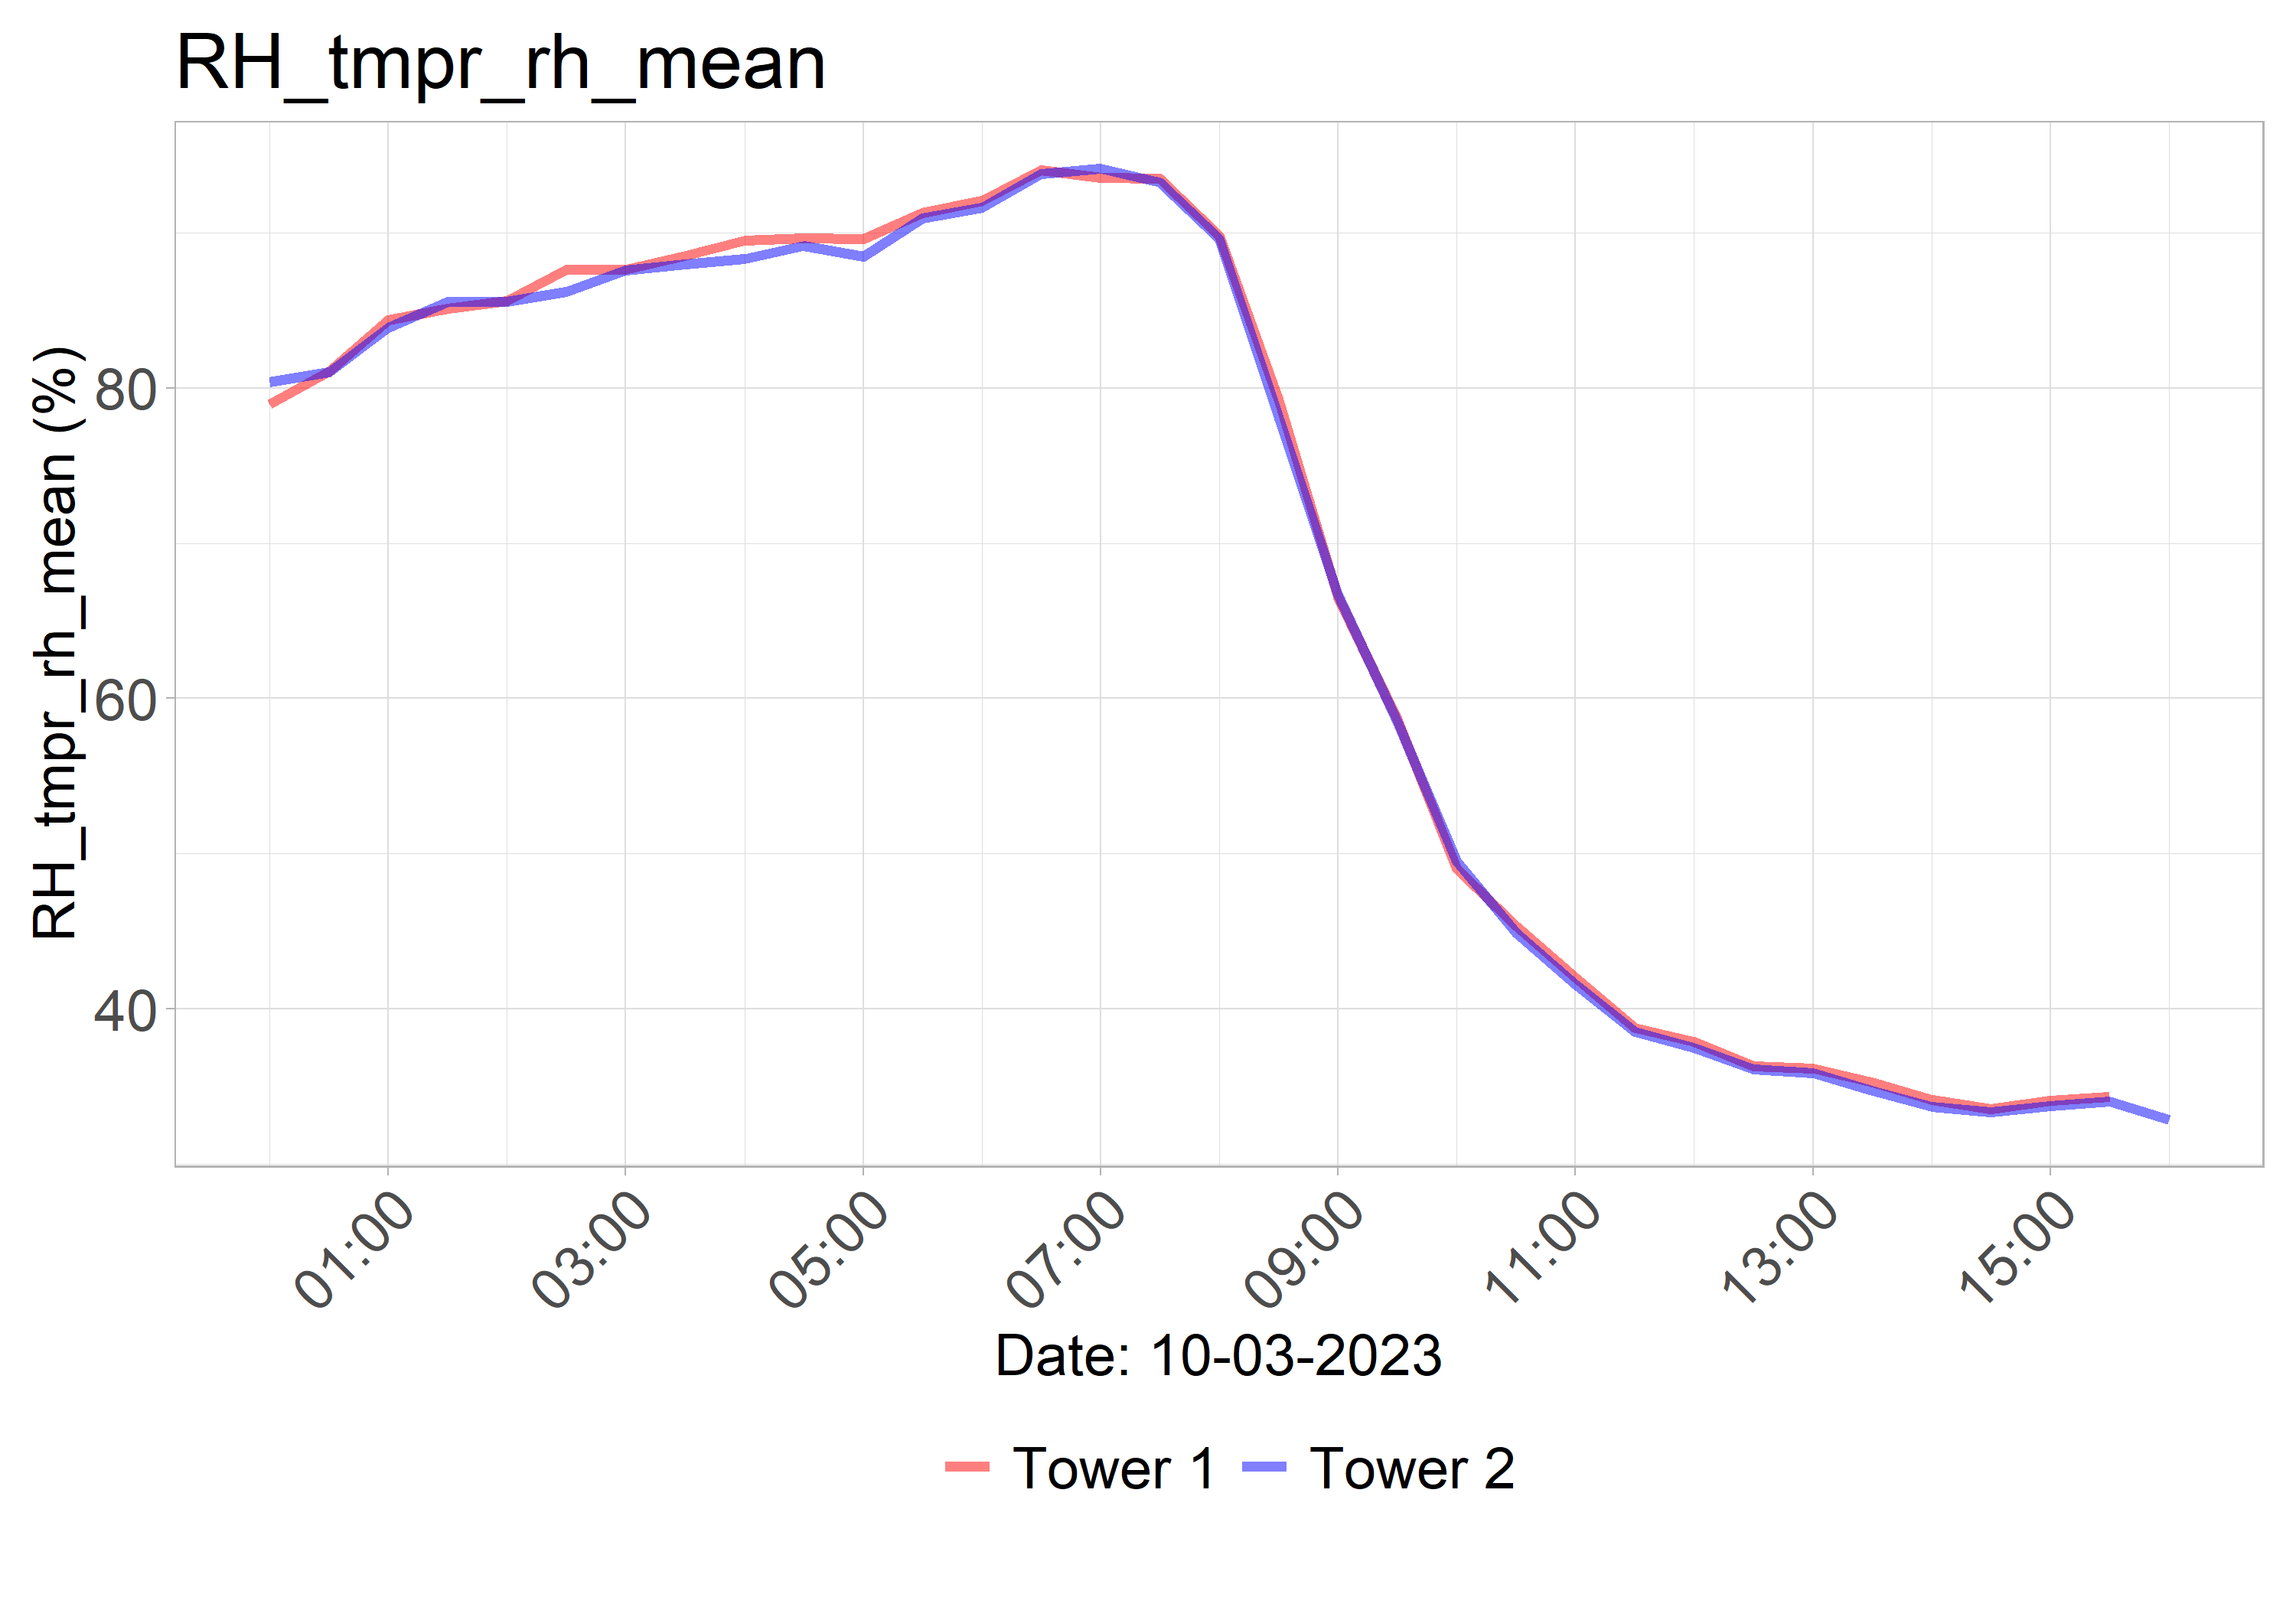 RH_tmpr_rh_mean
RH_tmpr_rh_mean (%)
80
60
40
01:00
03:00
05:00
07:00
09:00
11:00
13:00
15:00
Date: 10-03-2023
Tower 1
Tower 2